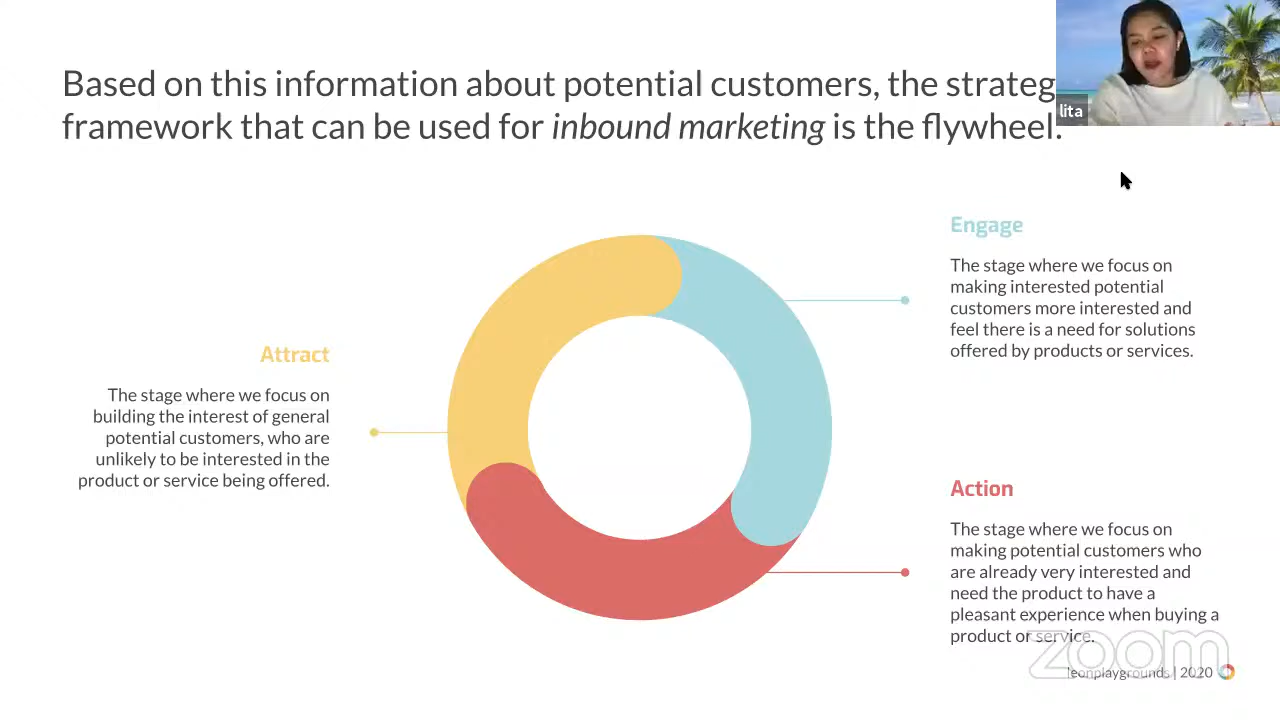 Based on this information about potential customers, the strateg
framework that can be used for inbound marketing is the flywheel.
lita
Engage
The stage where we focus on
making interested potential
customers more interested and
feel there is a need for solutions
offered by products or services.
Attract
The stage where we focus on
building the interest of general
potential customers, who are
unlikely to be interested in the
product or service being offered.
Action
The stage where we focus on
making potential customers who
are already very interested and
need the product to have a
pleasant experience when buying a
product or service.
zoom
leonplaygrounds | 2020